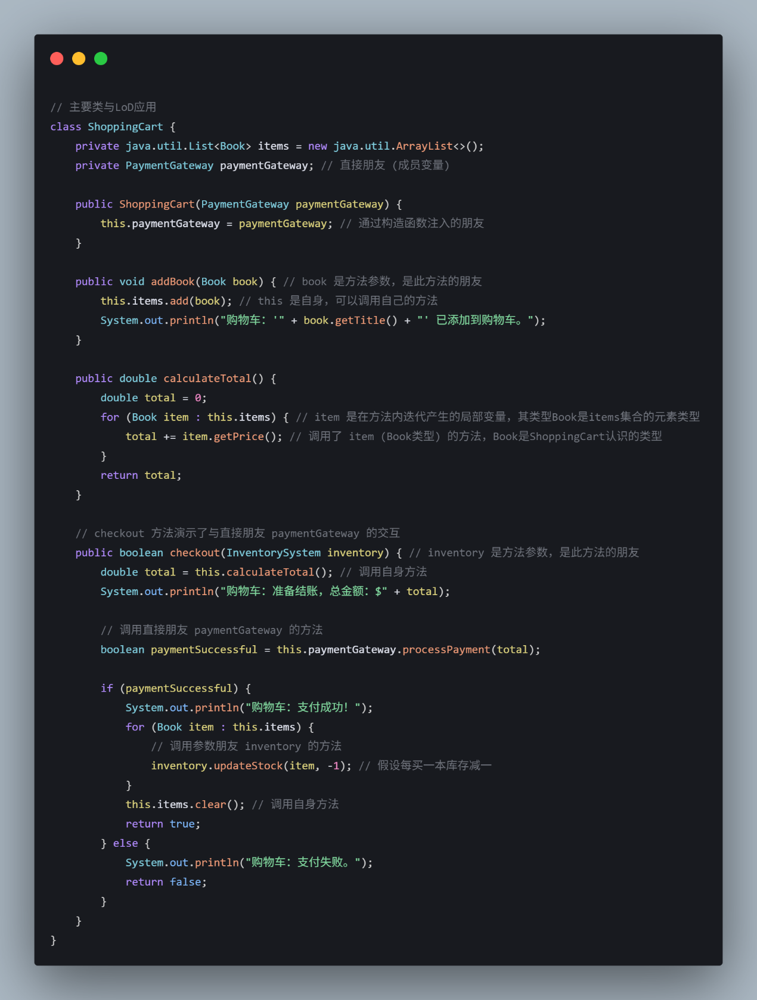 // 主要类与LoD应用
class ShoppingCart {
    private java.util.List<Book> items = new java.util.ArrayList<>();
    private PaymentGateway paymentGateway; // 直接朋友 (成员变量)

    public ShoppingCart(PaymentGateway paymentGateway) {
        this.paymentGateway = paymentGateway; // 通过构造函数注入的朋友
    }

    public void addBook(Book book) { // book 是方法参数，是此方法的朋友
        this.items.add(book); // this 是自身，可以调用自己的方法
        System.out.println("购物车：'" + book.getTitle() + "' 已添加到购物车。");
    }

    public double calculateTotal() {
        double total = 0;
        for (Book item : this.items) { // item 是在方法内迭代产生的局部变量，其类型Book是items集合的元素类型
            total += item.getPrice(); // 调用了 item (Book类型) 的方法，Book是ShoppingCart认识的类型
        }
        return total;
    }

    // checkout 方法演示了与直接朋友 paymentGateway 的交互
    public boolean checkout(InventorySystem inventory) { // inventory 是方法参数，是此方法的朋友
        double total = this.calculateTotal(); // 调用自身方法
        System.out.println("购物车：准备结账，总金额：$" + total);

        // 调用直接朋友 paymentGateway 的方法
        boolean paymentSuccessful = this.paymentGateway.processPayment(total);

        if (paymentSuccessful) {
            System.out.println("购物车：支付成功！");
            for (Book item : this.items) {
                // 调用参数朋友 inventory 的方法
                inventory.updateStock(item, -1); // 假设每买一本库存减一
            }
            this.items.clear(); // 调用自身方法
            return true;
        } else {
            System.out.println("购物车：支付失败。");
            return false;
        }
    }
}